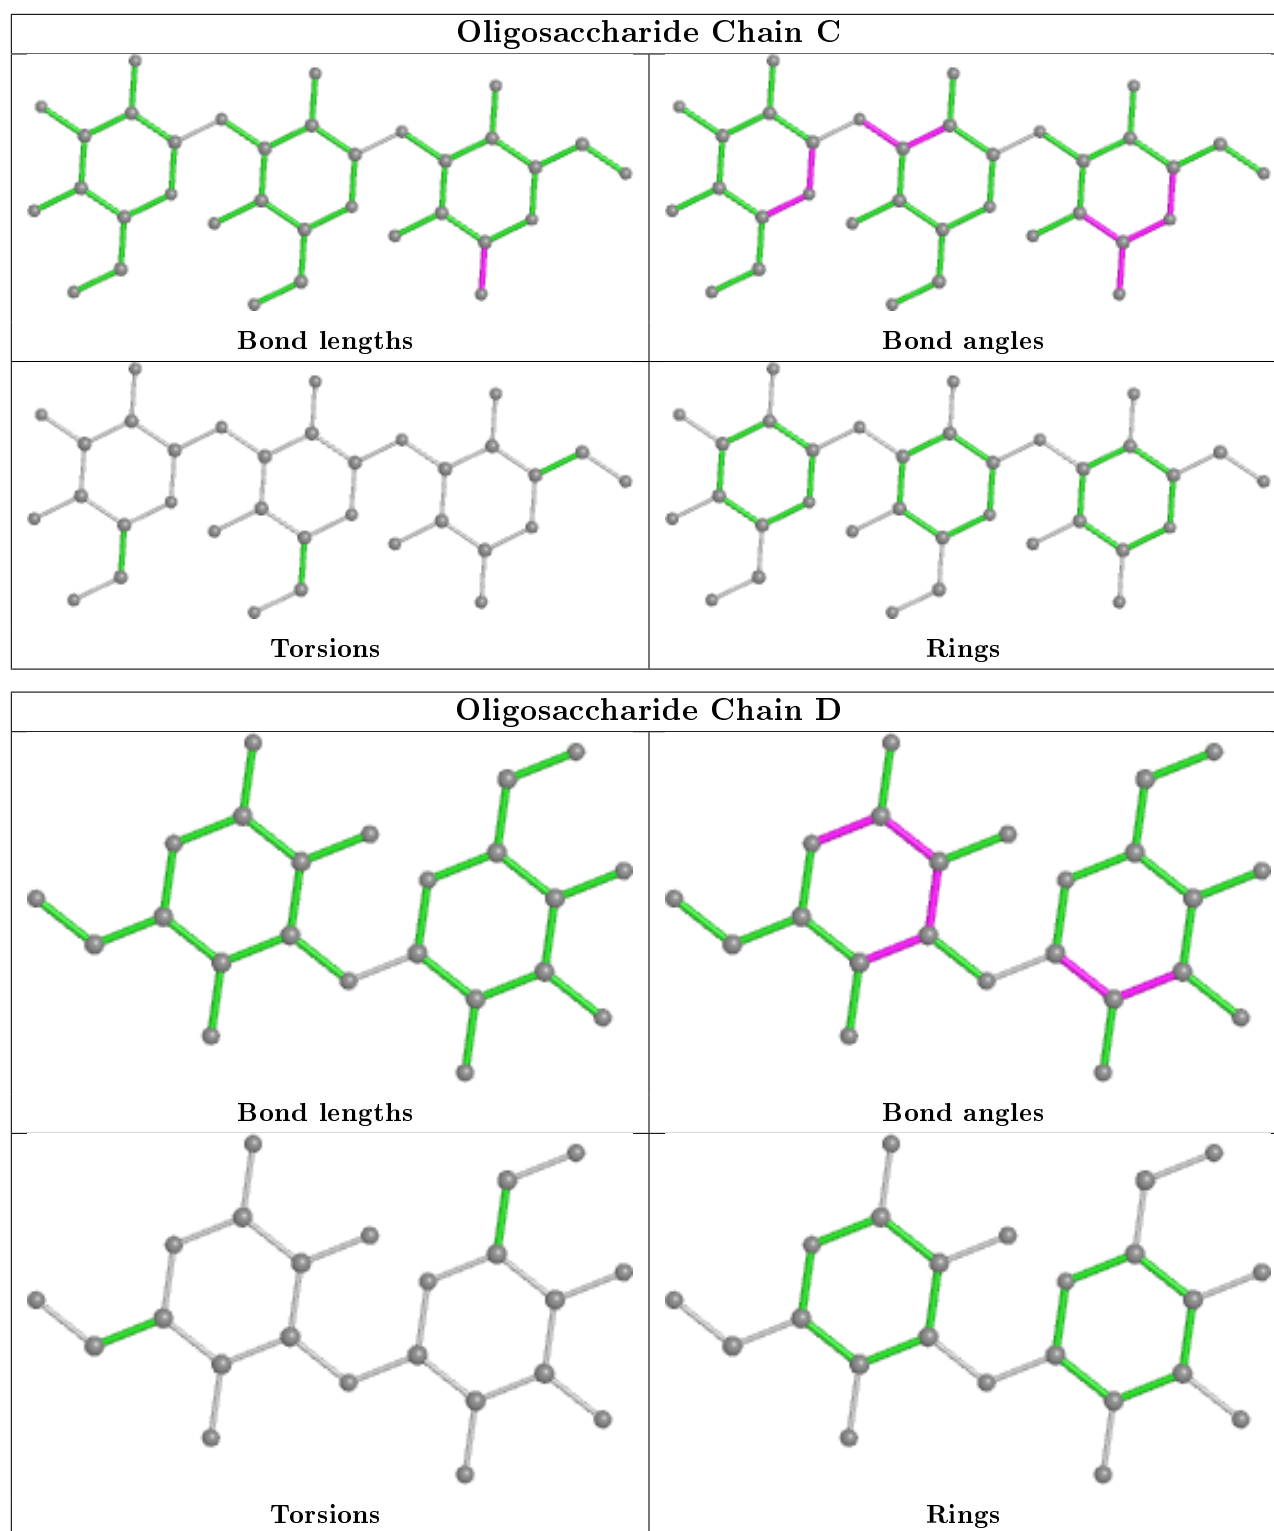 Oligosaccharide Chain C
Bond lengths
Bond angles
Torsions
Rings
Oligosaccharide Chain D
Bond lengths
Bond angles
Torsions
Rings